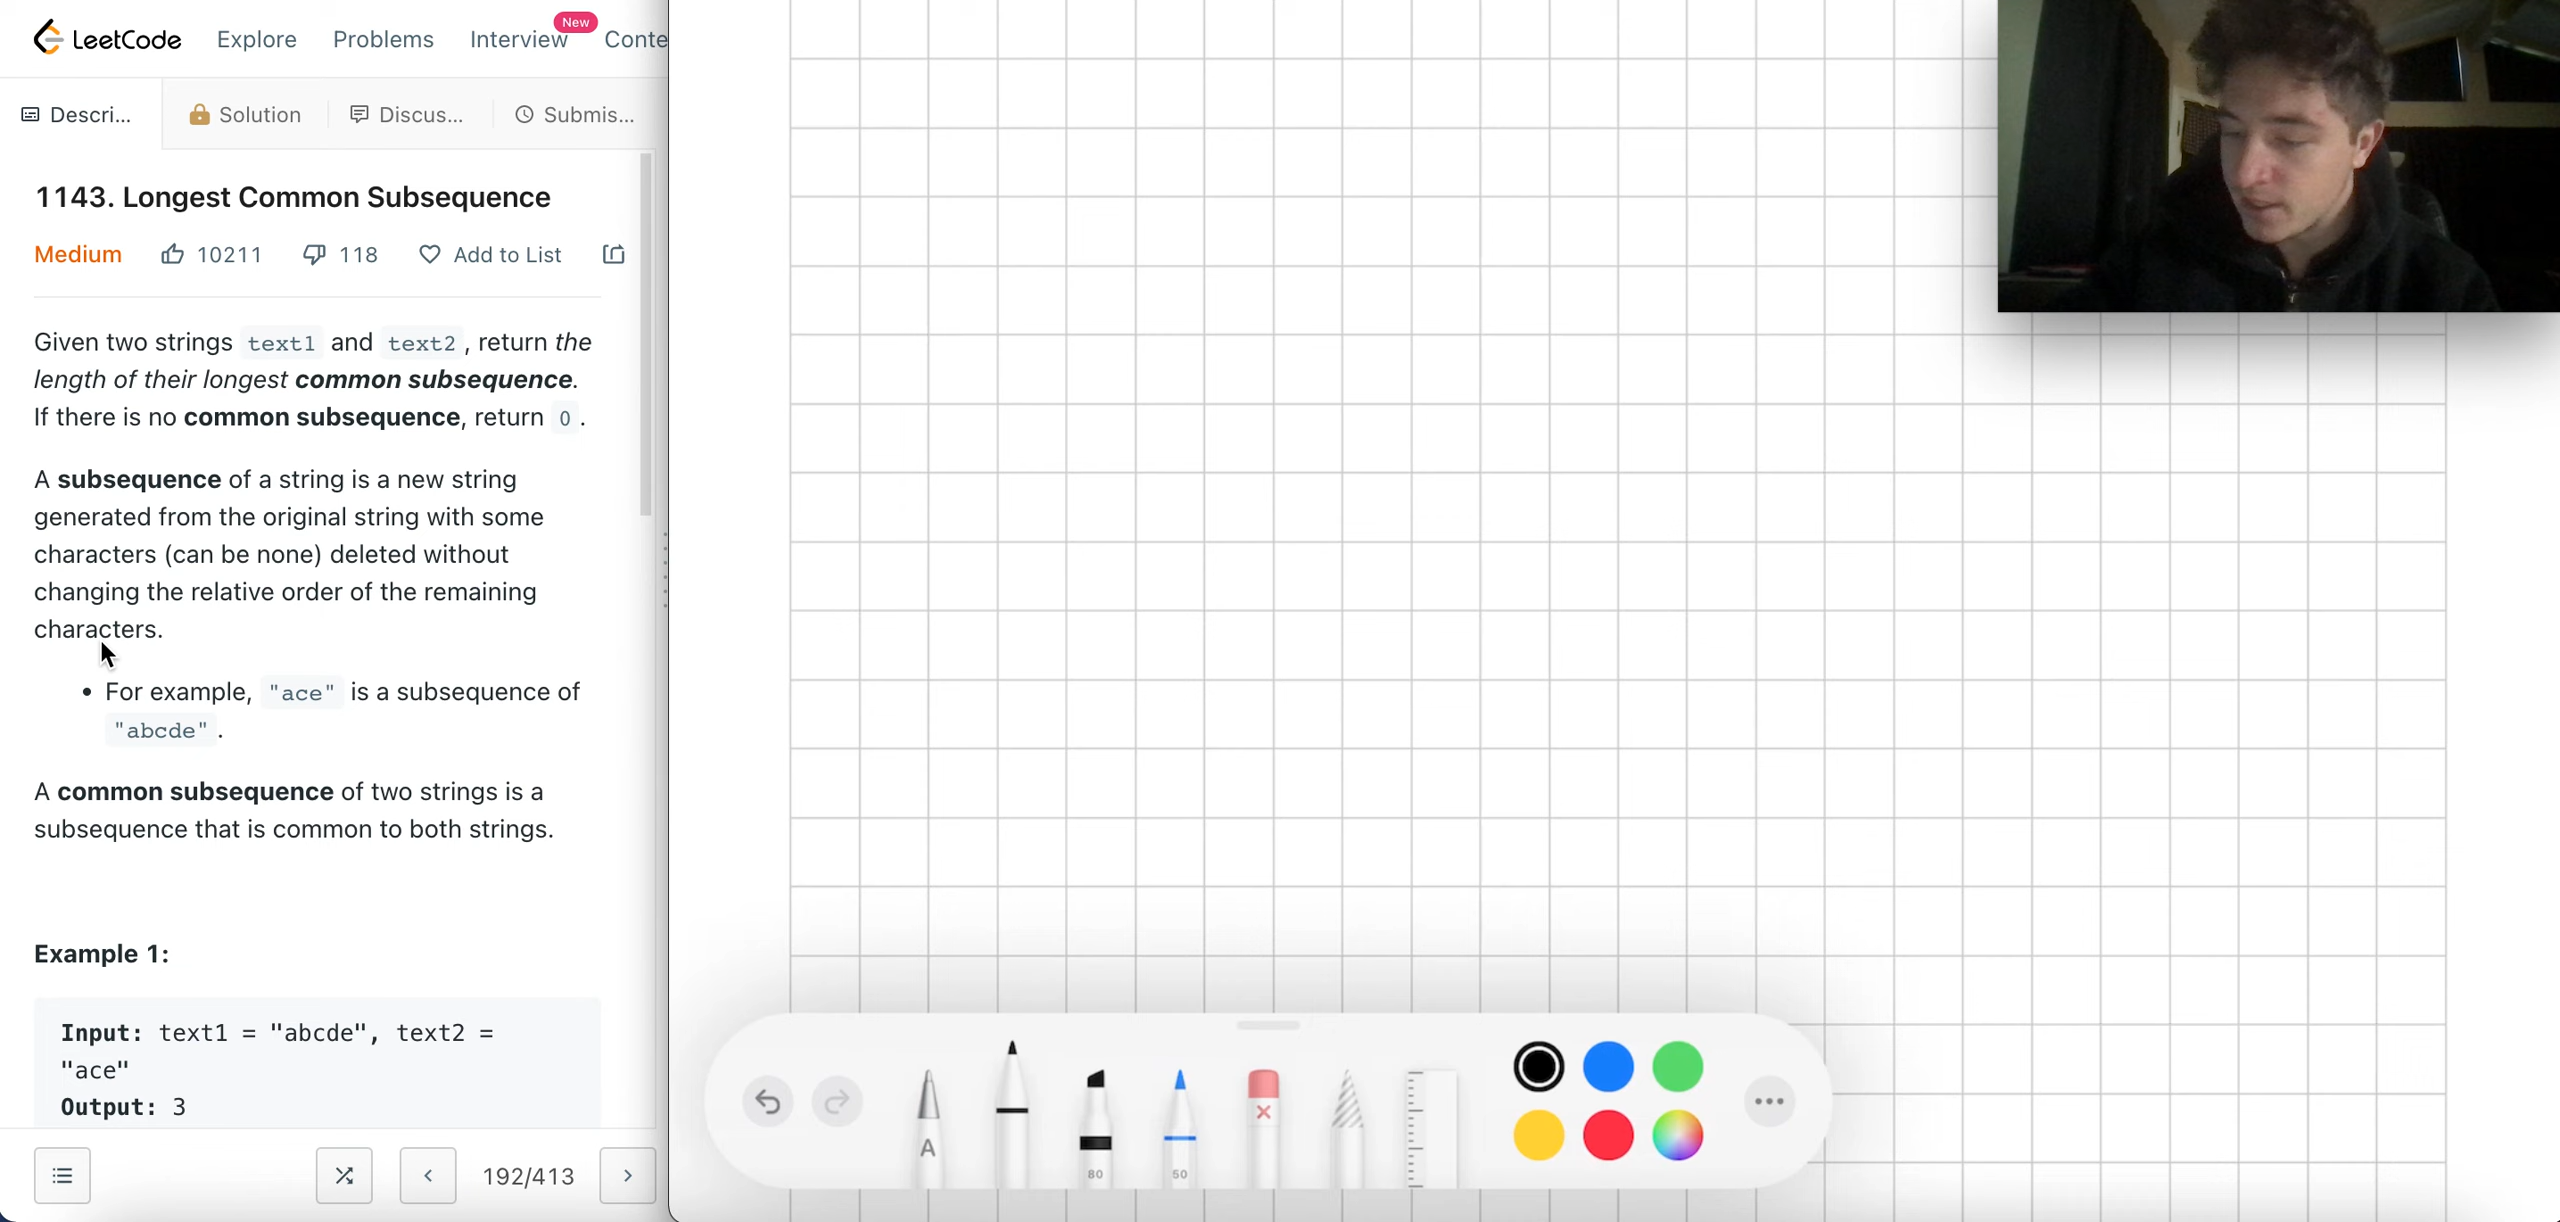 LeetCode Explore Problems Interview New Conte
Descri... Solution Discus... Submis...
1143. Longest Common Subsequence
Medium 10211 118 Add to List
Given two strings text1 and text2, return the
length of their longest common subsequence.
If there is no common subsequence, return 0.
A subsequence of a string is a new string
generated from the original string with some
characters (can be none) deleted without
changing the relative order of the remaining
characters.
• For example, "ace" is a subsequence of
"abcde".
A common subsequence of two strings is a
subsequence that is common to both strings.
Example 1:
Input: text1 = "abcde", text2 =
"ace"
Output: 3
192/413
A
80
50